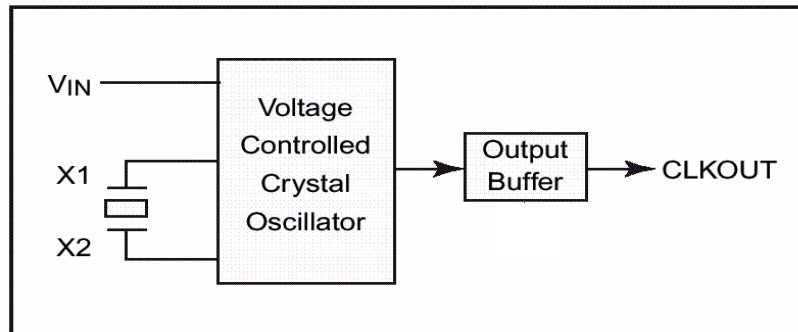 VIN
X1
X2
Voltage
Controlled
Crystal
Oscillator
Output
Buffer
CLKOUT